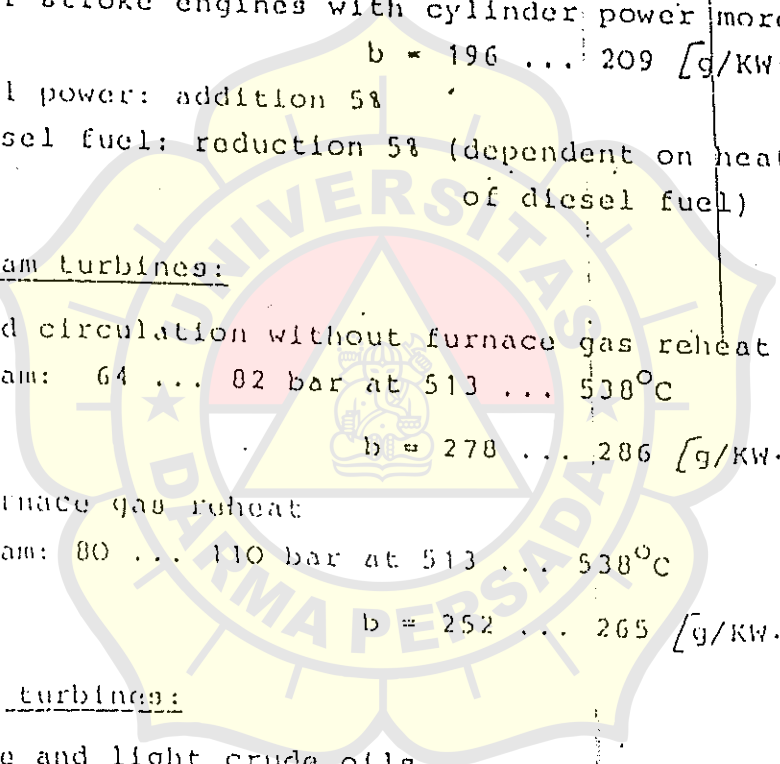 r stroke engines with cylinder power more
b = 196 ... 209 [g/KW·
l power: addition 5%
sel fuel: reduction 5% (dependent on heat
of diesel fuel)
am turbines:
d circulation without furnace gas reheat
am: 64 ... 82 bar at 513 ... 538°C
b = 278 ... 286 [g/KW·
rnace gas reheat
am: 80 ... 110 bar at 513 ... 538°C
b = 252 ... 265 [g/KW·
turbines:
e and light crude oils
UNIVERSITAS
DARMA PERSADA